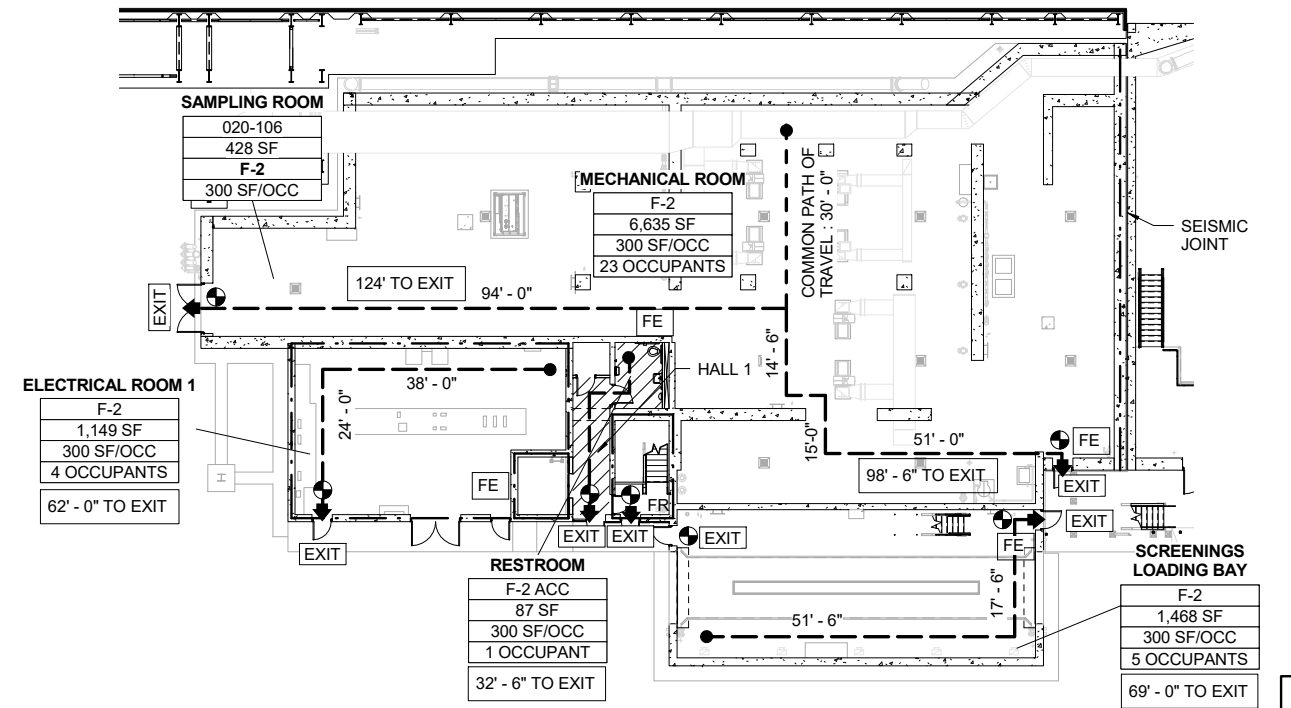 SAMPLING ROOM
020-106
428 SF
F-2
300 SF/OCC
MECHANICAL ROOM
F-2
6,635 SF
300 SF/OCC
23 OCCUPANTS
COMMON PATH OF
TRAVEL : 30' - 0"
SEISMIC
JOINT
EXIT
124' TO EXIT
94' - 0"
FE
HALL 1
14' - 6"
ELECTRICAL ROOM 1
F-2
1,149 SF
300 SF/OCC
4 OCCUPANTS
62' - 0" TO EXIT
38' - 0"
24' - 0"
H
FE
FR
15'-0"
51' - 0"
FE
98' - 6" TO EXIT
EXIT
EXIT
EXIT
EXIT
EXIT
EXIT
FE
RESTROOM
F-2 ACC
87 SF
300 SF/OCC
1 OCCUPANT
32' - 6" TO EXIT
51' - 6"
17' - 6"
SCREENINGS
LOADING BAY
F-2
1,468 SF
300 SF/OCC
5 OCCUPANTS
69' - 0" TO EXIT